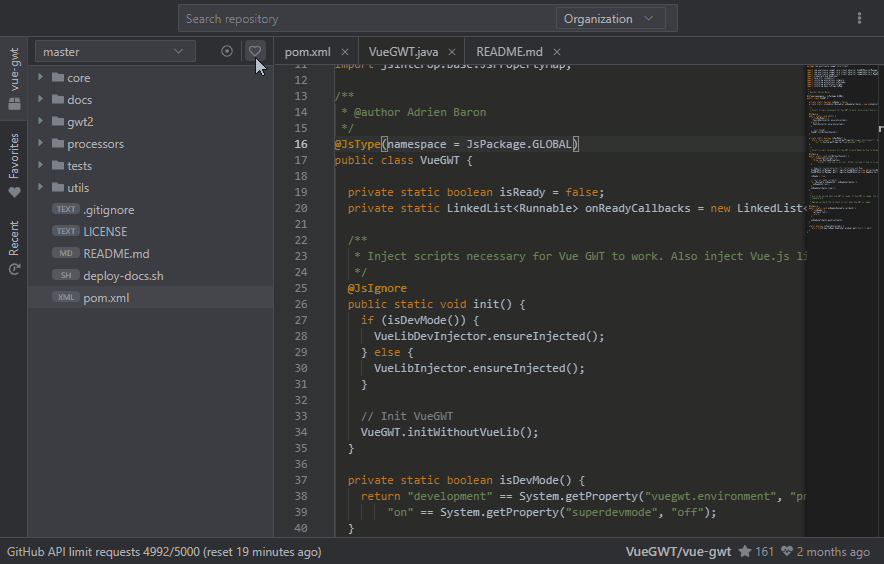 Search repository
Organization
vue-gwt
Favorites
Recent
master
core
docs
gwt2
processors
tests
utils
TEXT .gitignore
TEXT LICENSE
MD README.md
SH deploy-docs.sh
XML pom.xml
pom.xml × VueGWT.java × README.md ×
11 import jsinterop.base.JsPropertyMap;
12
13 /**
14  * @author Adrien Baron
15  */
16 @JsType(namespace = JsPackage.GLOBAL)
17 public class VueGWT {
18
19   private static boolean isReady = false;
20   private static LinkedList<Runnable> onReadyCallbacks = new LinkedList<
21
22   /**
23    * Inject scripts necessary for Vue GWT to work. Also inject Vue.js li
24    */
25   @JsIgnore
26   public static void init() {
27     if (isDevMode()) {
28       VueLibDevInjector.ensureInjected();
29     } else {
30       VueLibInjector.ensureInjected();
31     }
32
33     // Init VueGWT
34     VueGWT.initWithoutVueLib();
35   }
36
37   private static boolean isDevMode() {
38     return "development" == System.getProperty("vuegwt.environment", "pr
39         "on" == System.getProperty("superdevmode", "off");
40   }
GitHub API limit requests 4992/5000 (reset 19 minutes ago)
VueGWT/vue-gwt 161 2 months ago